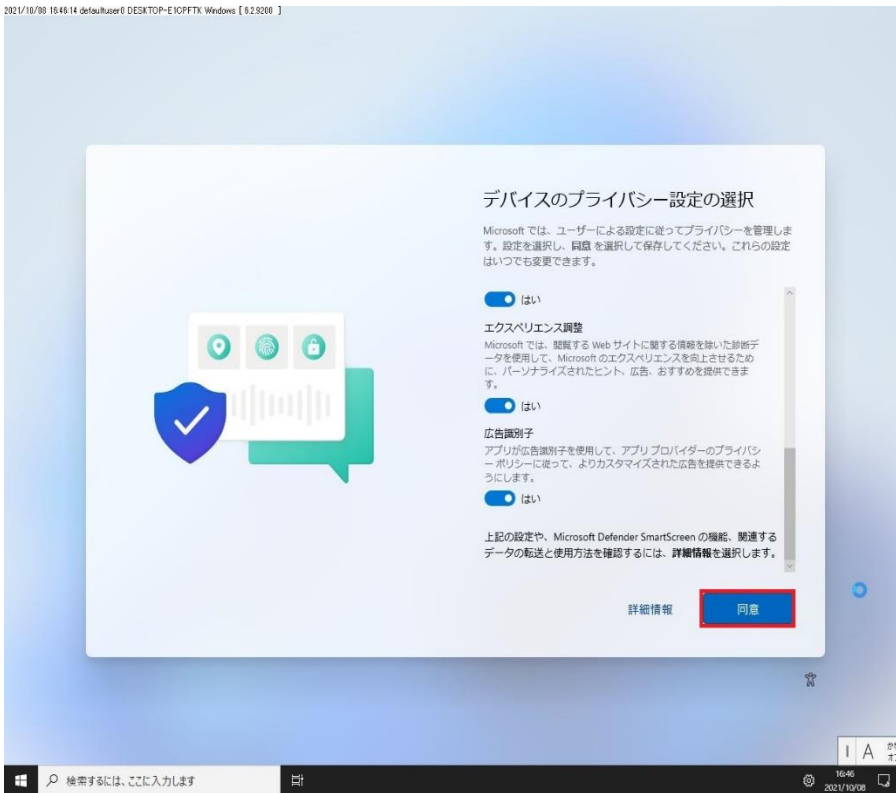 2021/10/08 16:46:14 defaultuser0 DESKTOP-E1CPFTK Windows [ 6.2.9200 ]
デバイスのプライバシー設定の選択
Microsoft では、ユーザーによる設定に従ってプライバシーを管理しま
す。設定を選択し、同意 を選択して保存してください。これらの設定
はいつでも変更できます。
はい
エクスペリエンス調整
Microsoft では、閲覧する Web サイトに関する情報を除いた診断デ
ータを使用して、Microsoft のエクスペリエンスを向上させるため
に、パーソナライズされたヒント、広告、おすすめを提供できま
す。
はい
広告識別子
アプリが広告識別子を使用して、アプリ プロバイダーのプライバシ
ー ポリシーに従って、よりカスタマイズされた広告を提供できるよ
うにします。
はい
上記の設定や、Microsoft Defender SmartScreen の機能、関連する
データの転送と使用方法を確認するには、詳細情報を選択します。
詳細情報
同意
A
検索するには、ここに入力します
16:46
2021/10/08